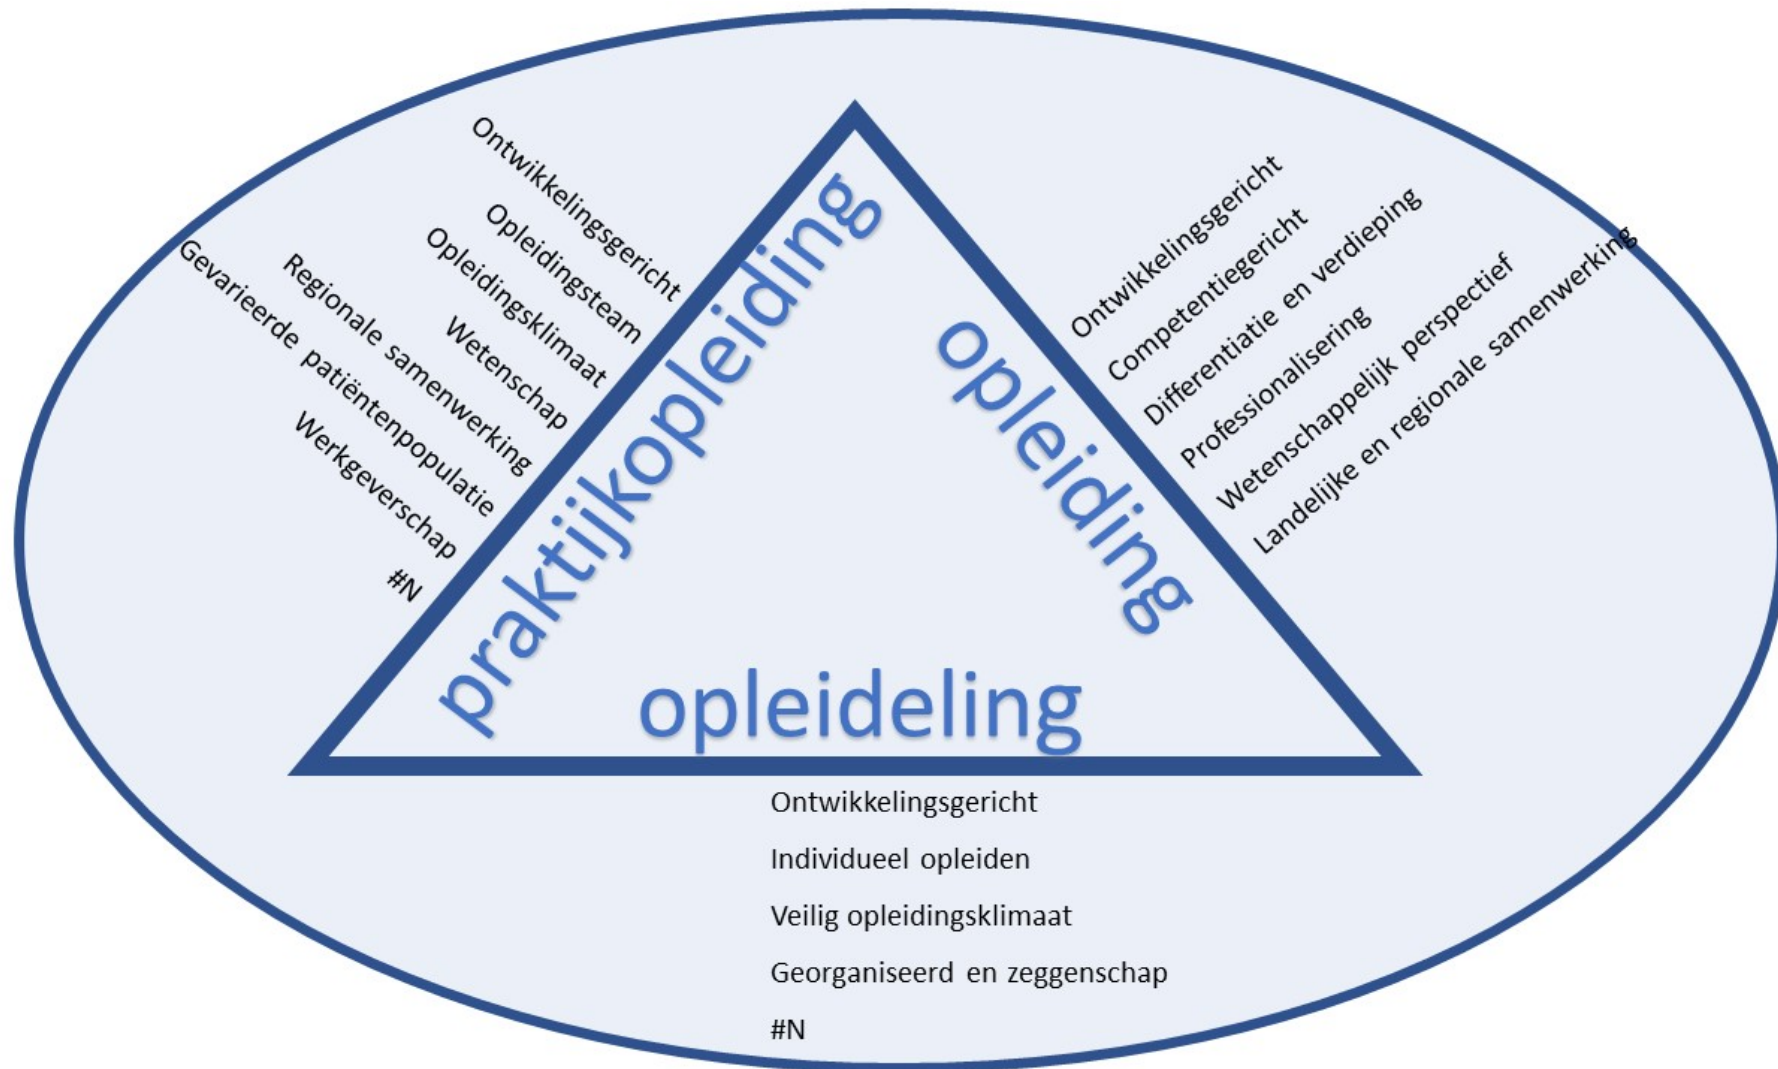 praktijkopleiding
Ontwikkelingsgericht
Opleidingsteam
Opleidingsklimaat
Wetenschap
Regionale samenwerking
Gevarieerde patiëntenpopulatie
Werkgeverschap
#N
opleiding
Ontwikkelingsgericht
Competentiegericht
Differentiatie en verdieping
Professionalisering
Wetenschappelijk perspectief
Landelijke en regionale samenwerking
opleideling
Ontwikkelingsgericht
Individueel opleiden
Veilig opleidingsklimaat
Georganiseerd en zeggenschap
#N